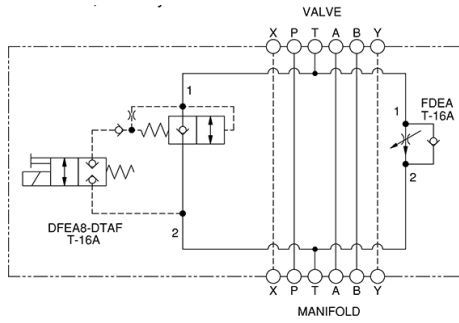 VALVE
X P T A B Y
1
FDEA
T-16A
1
2
DFEA8-DTAF
T-16A
2
X P T A B Y
MANIFOLD